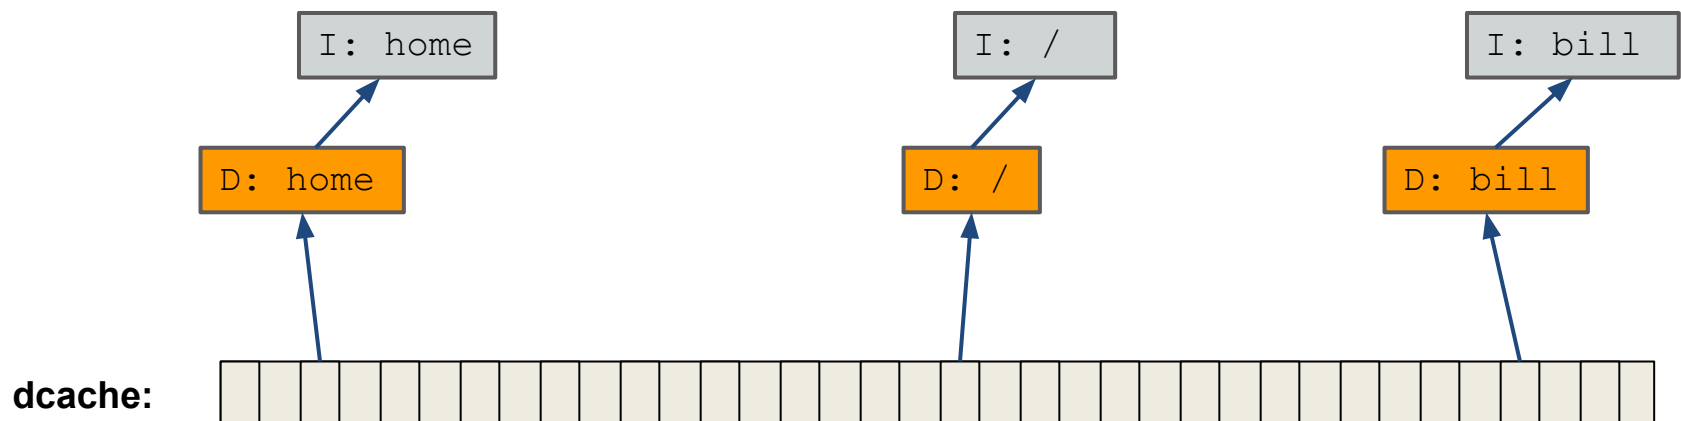 I: home
I: /
I: bill
D: home
D: /
D: bill
dcache: